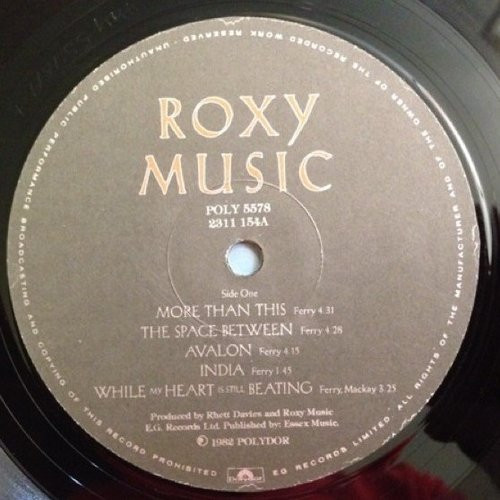 ROXY
MUSIC
POLY 5578
2311 154A
Side One
MORE THAN THIS Ferry 4.31
THE SPACE BETWEEN Ferry 4.28
AVALON Ferry 4.15
INDIA Ferry 1.45
WHILE MY HEART IS STILL BEATING Ferry, Mackay 3.25
Produced by Rhett Davies and Roxy Music
E.G. Records Ltd. Published by: Essex Music.
℗ 1982 POLYDOR
Polydor
EG RECORDS LIMITED · ALL RIGHTS OF THE MANUFACTURER AND OF THE OWNER OF THE RECORDED WORK RESERVED · UNAUTHORISED PUBLIC PERFORMANCE BROADCASTING AND COPYING OF THIS RECORD PROHIBITED